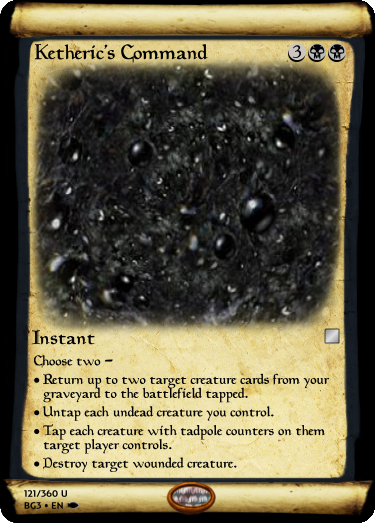 Ketheric's Command 3
Instant
Choose two –
• Return up to two target creature cards from your
graveyard to the battlefield tapped.
• Untap each undead creature you control.
• Tap each creature with tadpole counters on them
target player controls.
• Destroy target wounded creature.
121/360 U
BG3 • EN